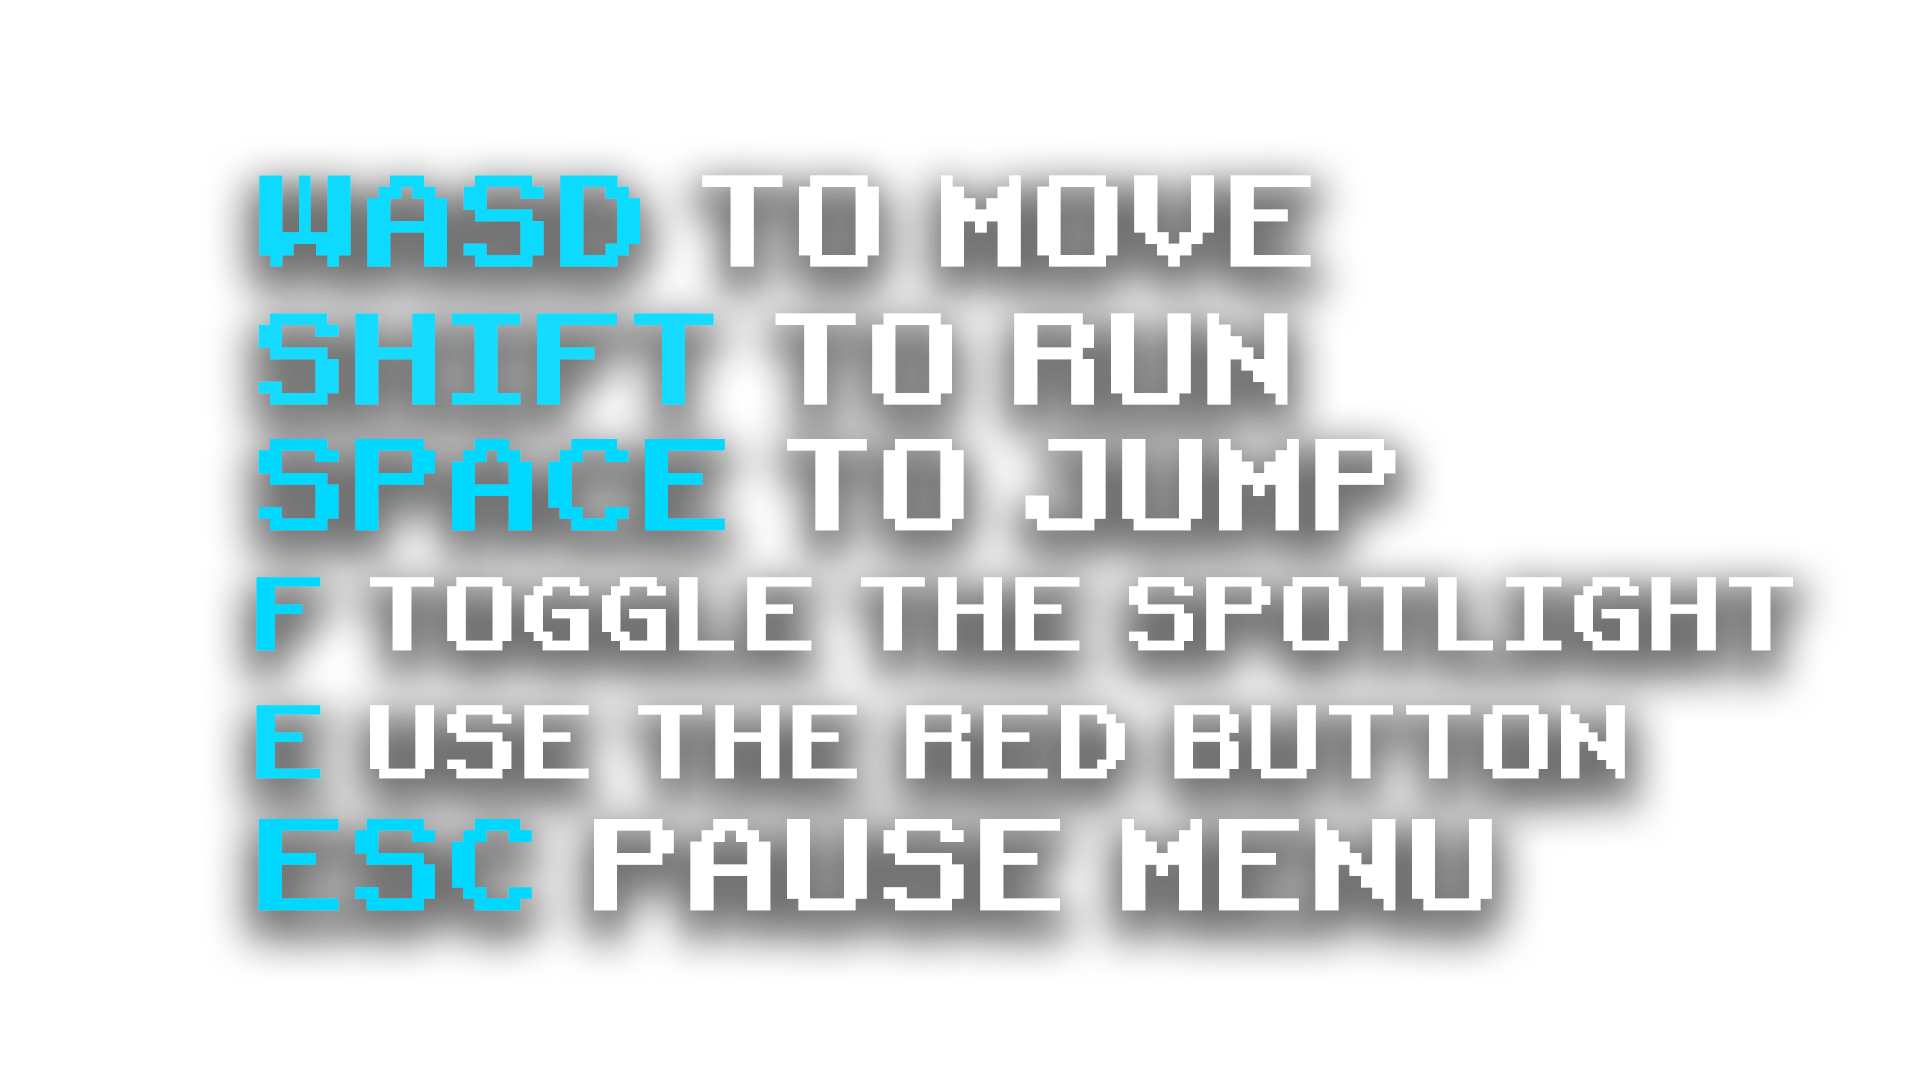 WASD TO MOVE
SHIFT TO RUN
SPACE TO JUMP
F TOGGLE THE SPOTLIGHT
E USE THE RED BUTTON
ESC PAUSE MENU